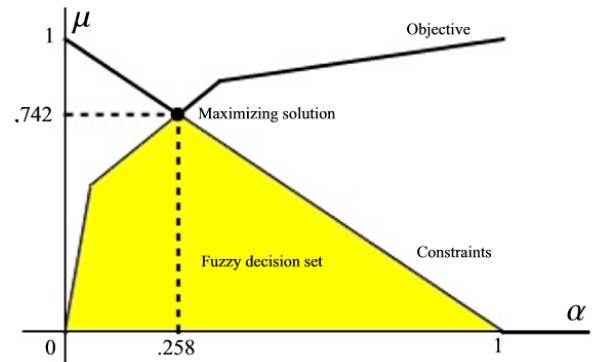 μ
1
Objective
.742
Maximizing solution
Constraints
Fuzzy decision set
α
0
.258
1